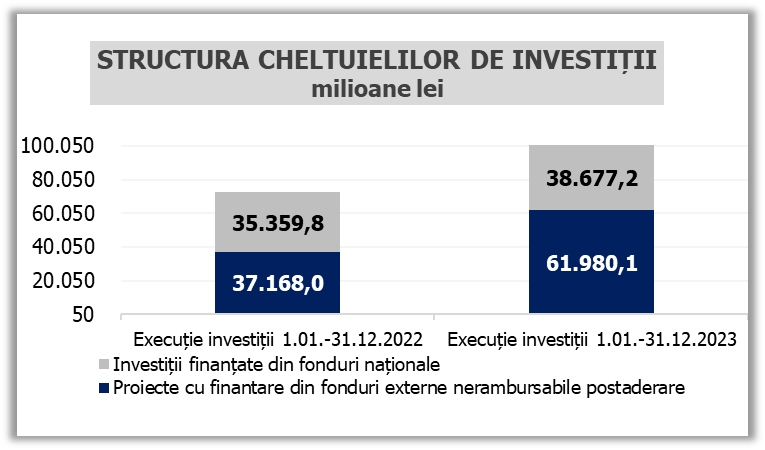 STRUCTURA CHELTUIELILOR DE INVESTIȚII
milioane lei
100.050
80.050
60.050
40.050
20.050
50
35.359,8
37.168,0
38.677,2
61.980,1
Execuție investiții 1.01.-31.12.2022
Execuție investiții 1.01.-31.12.2023
Investiții finanțate din fonduri naționale
Proiecte cu finantare din fonduri externe nerambursabile postaderare